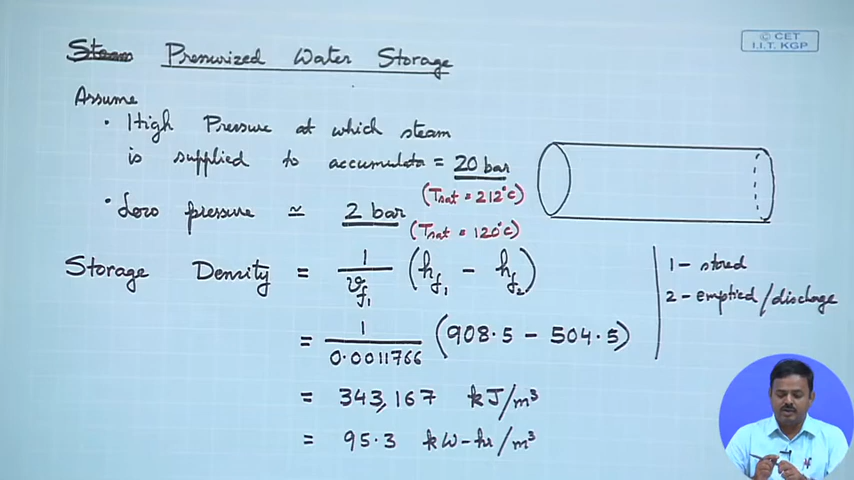 © CET
I.I.T. KGP
Steam Pressurized Water Storage
Assume
• High Pressure at which steam
is supplied to accumulata = 20 bar
(Tsat = 212°C)
• Low pressure ≃ 2 bar
(Tsat = 120°C)
Storage Density = 1/vf1 (hf1 - hf2)
1 - stored
2 - emptied/dischage
= 1/0.0011766 (908.5 - 504.5)
= 343,167 kJ/m³
= 95.3 kW-hr/m³